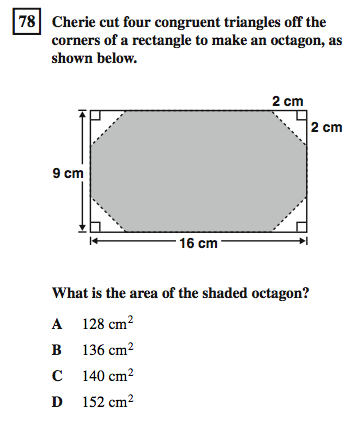 78 Cherie cut four congruent triangles off the
corners of a rectangle to make an octagon, as
shown below.
2 cm
2 cm
9 cm
16 cm
What is the area of the shaded octagon?
A 128 cm²
B 136 cm²
C 140 cm²
D 152 cm²